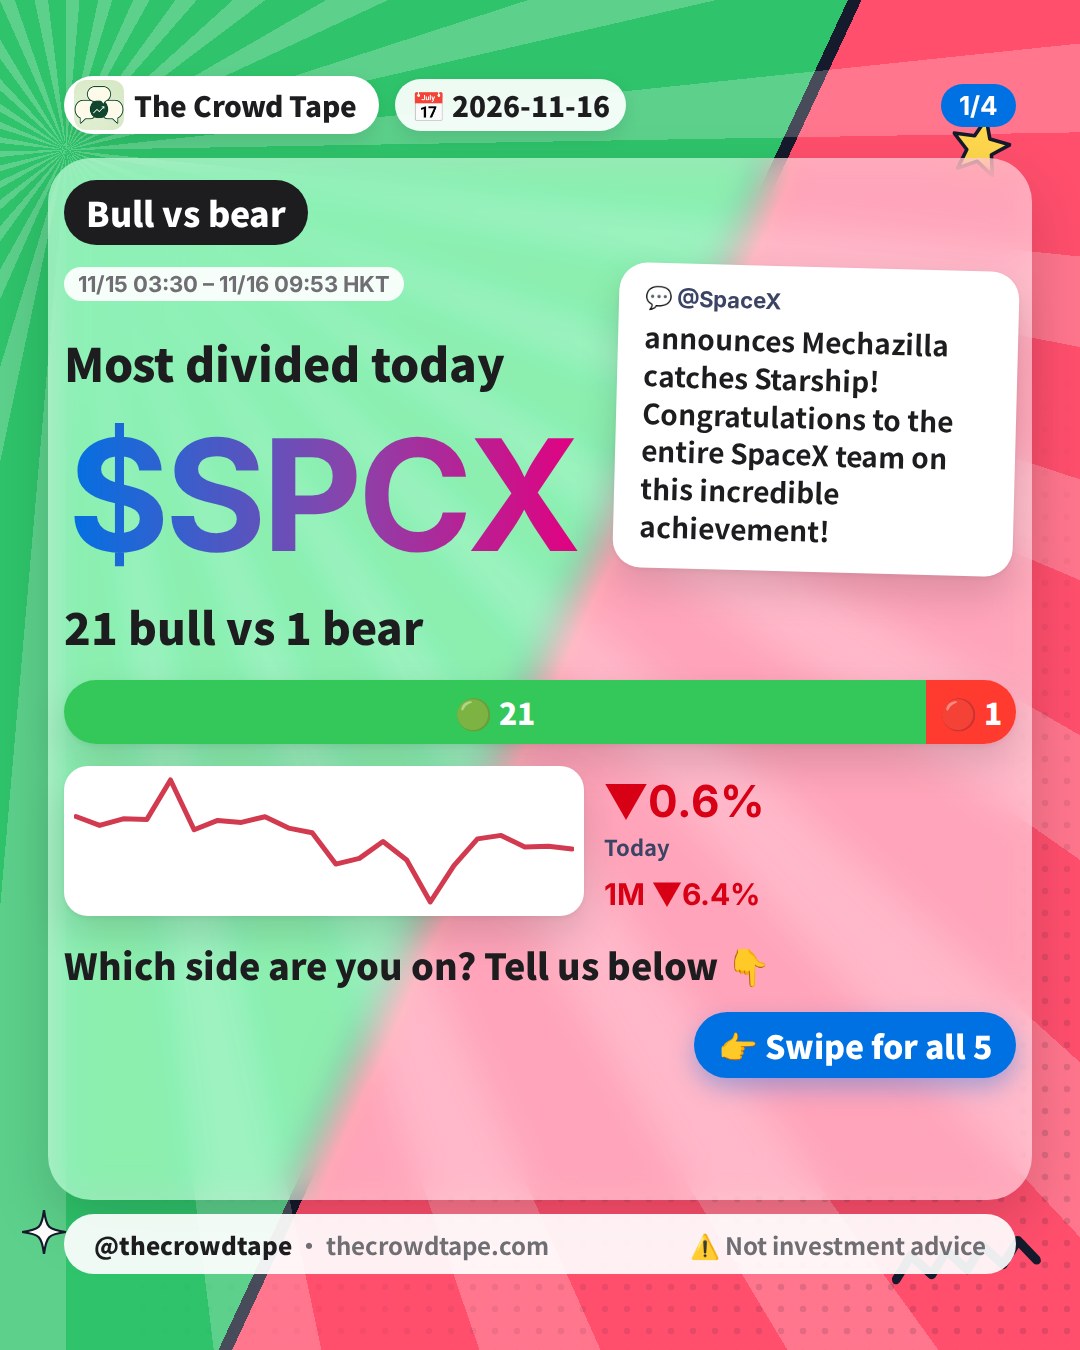 The Crowd Tape
📅 2026-11-16
1/4
Bull vs bear
11/15 03:30 – 11/16 09:53 HKT
Most divided today
$SPCX
21 bull vs 1 bear
💬 @SpaceX
announces Mechazilla
catches Starship!
Congratulations to the
entire SpaceX team on
this incredible
achievement!
🟢 21
🔴 1
▼0.6%
Today
1M ▼6.4%
Which side are you on? Tell us below 👇
👉 Swipe for all 5
@thecrowdtape • thecrowdtape.com
⚠️ Not investment advice